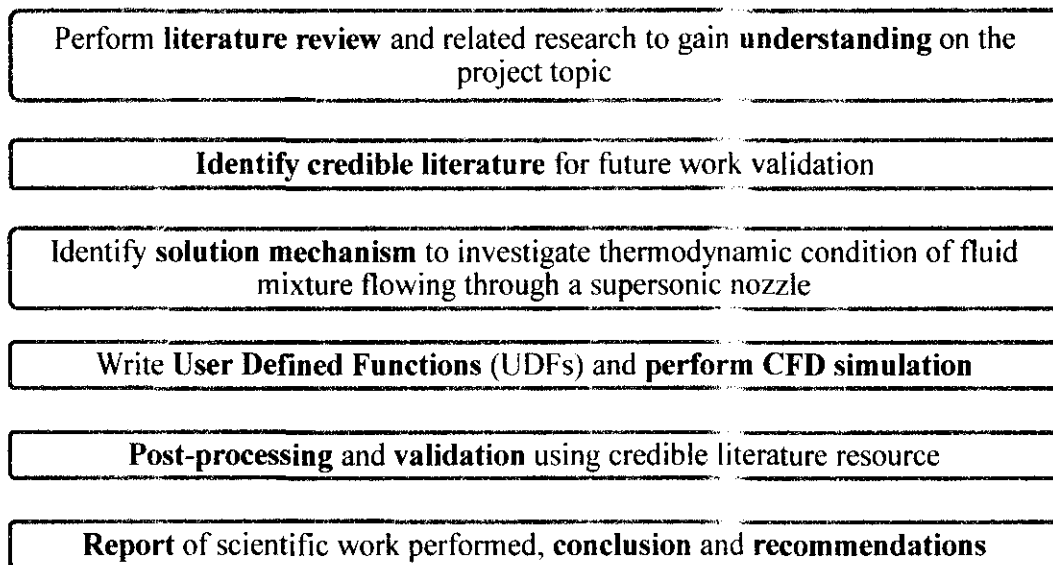 Perform literature review and related research to gain understanding on the
project topic
Identify credible literature for future work validation
Identify solution mechanism to investigate thermodynamic condition of fluid
mixture flowing through a supersonic nozzle
Write User Defined Functions (UDFs) and perform CFD simulation
Post-processing and validation using credible literature resource
Report of scientific work performed, conclusion and recommendations